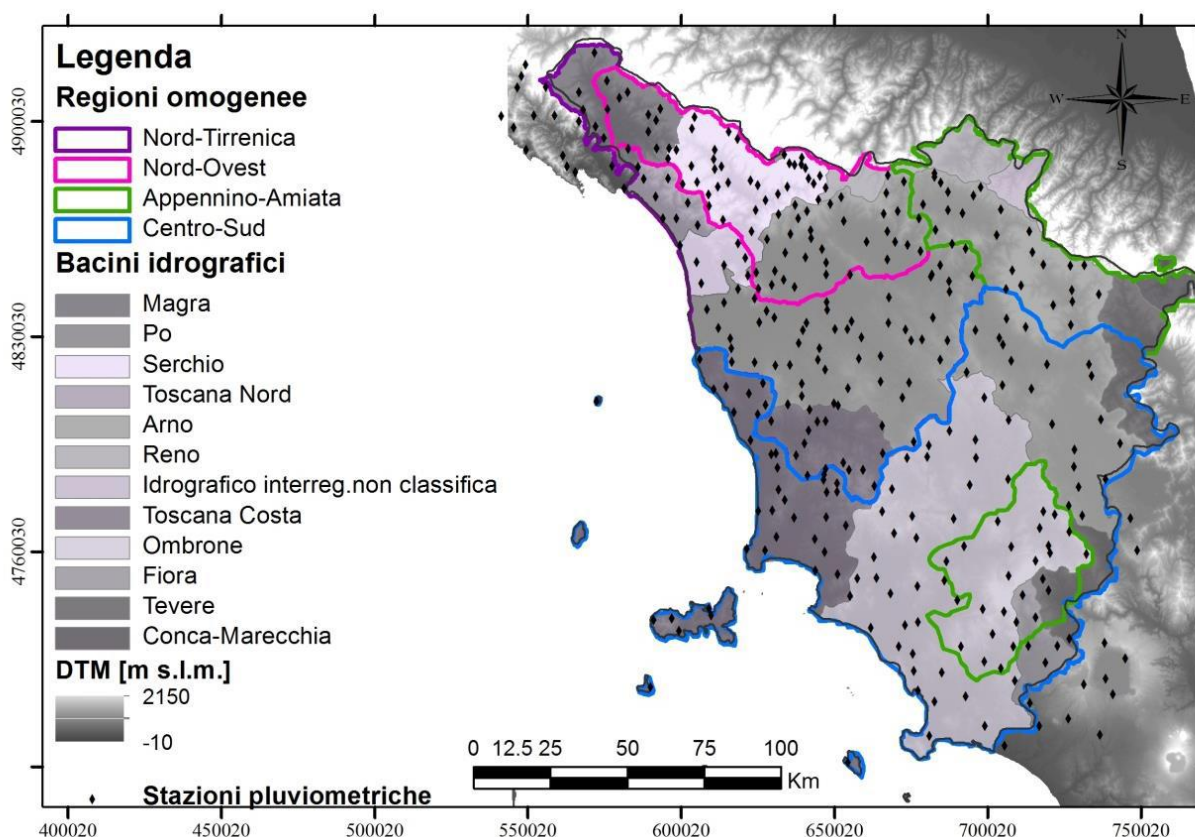 Legenda
Regioni omogenee
Nord-Tirrenica
Nord-Ovest
Appennino-Amiata
Centro-Sud
Bacini idrografici
Magra
Po
Serchio
Toscana Nord
Arno
Reno
Idrografico interreg.non classifica
Toscana Costa
Ombrone
Fiora
Tevere
Conca-Marecchia
DTM [m s.l.m.]
2150
-10
Stazioni pluviometriche
N
W E
S
4900030
4830030
4760030
0 12.5 25 50 75 100
Km
400020 450020 500020 550020 600020 650020 700020 750020